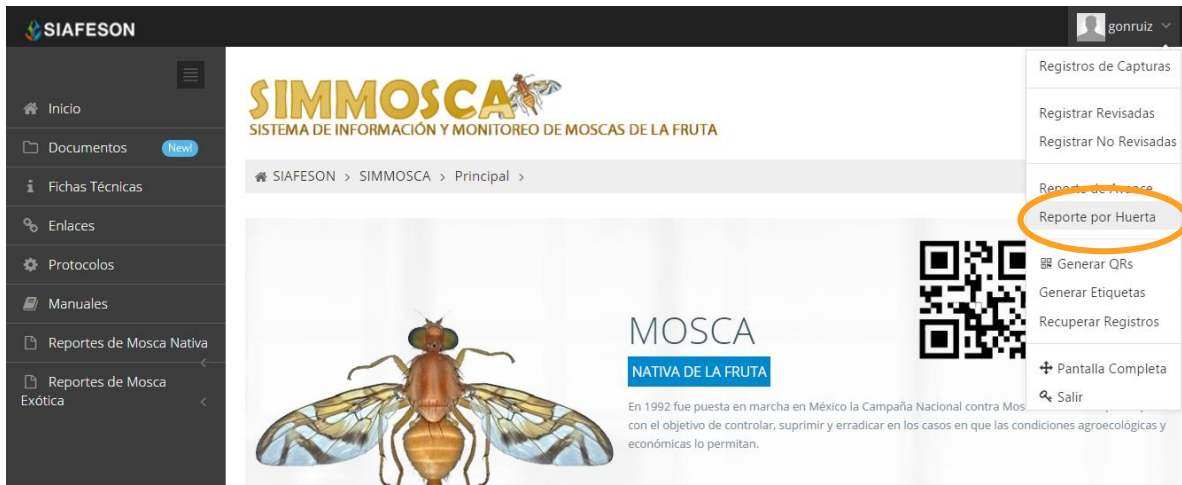 SIAFESON
gonruiz
Inicio
Documentos New!
Fichas Técnicas
Enlaces
Protocolos
Manuales
Reportes de Mosca Nativa
Reportes de Mosca
Exótica
SIMMOSCA
SISTEMA DE INFORMACIÓN Y MONITOREO DE MOSCAS DE LA FRUTA
SIAFESON > SIMMOSCA > Principal >
MOSCA
NATIVA DE LA FRUTA
En 1992 fue puesta en marcha en México la Campaña Nacional contra
con el objetivo de controlar, suprimir y erradicar en los casos en que las condiciones agroecológicas y
económicas lo permitan.
Registros de Capturas
Registrar Revisadas
Registrar No Revisadas
Reporte de Avance
Reporte por Huerta
Generar QRs
Generar Etiquetas
Recuperar Registros
Pantalla Completa
Salir